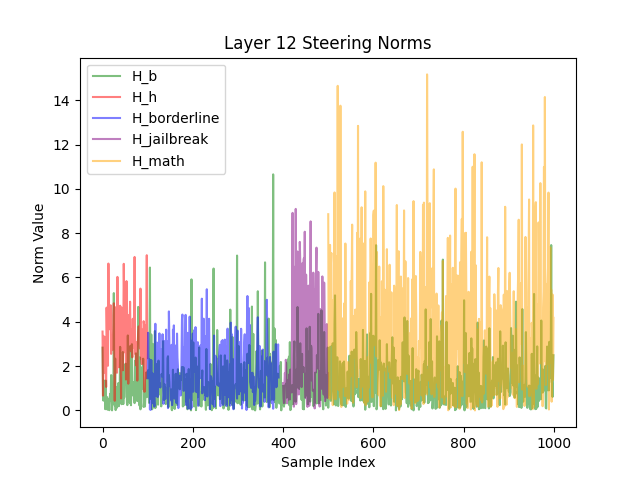 Layer 12 Steering Norms
H_b
H_h
H_borderline
H_jailbreak
H_math
14
12
10
8
6
4
2
0
Norm Value
0
200
400
600
800
1000
Sample Index